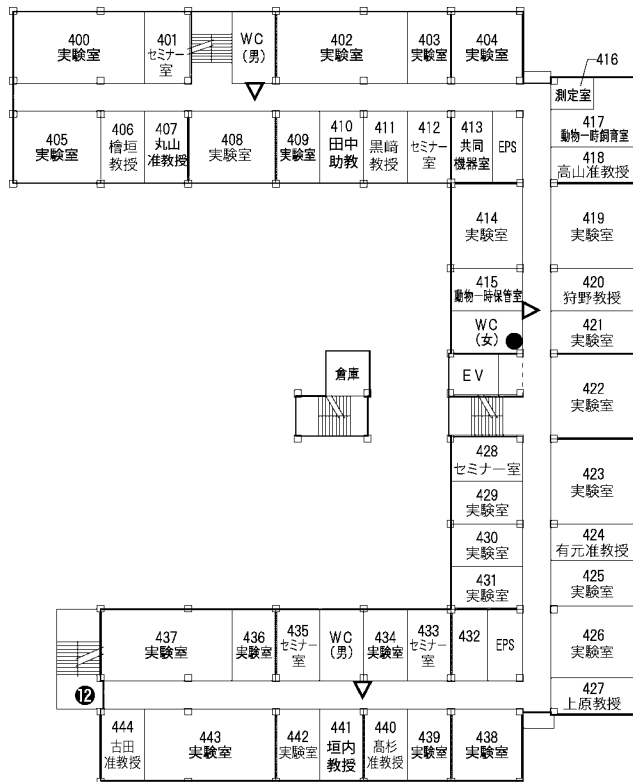 400
実験室
401
セミナー
室
WC
(男)
402
実験室
403
実験室
404
実験室
416
測定室
405
実験室
406
檜垣
教授
407
丸山
准教授
408
実験室
409
実験室
410
田中
助教
411
黒﨑
教授
412
セミナー
室
413
共同
機器室
EPS
417
動物一時飼育室
418
高山准教授
414
実験室
419
実験室
415
動物一時保管室
420
狩野教授
WC
(女)
421
実験室
倉庫
EV
422
実験室
428
セミナー室
423
実験室
429
実験室
430
実験室
424
有元准教授
431
実験室
425
実験室
437
実験室
436
実験室
435
セミナー
室
WC
(男)
434
実験室
433
セミナー
室
432
EPS
426
実験室
12
427
上原教授
444
古田
准教授
443
実験室
442
実験室
441
垣内
教授
440
髙杉
准教授
439
実験室
438
実験室